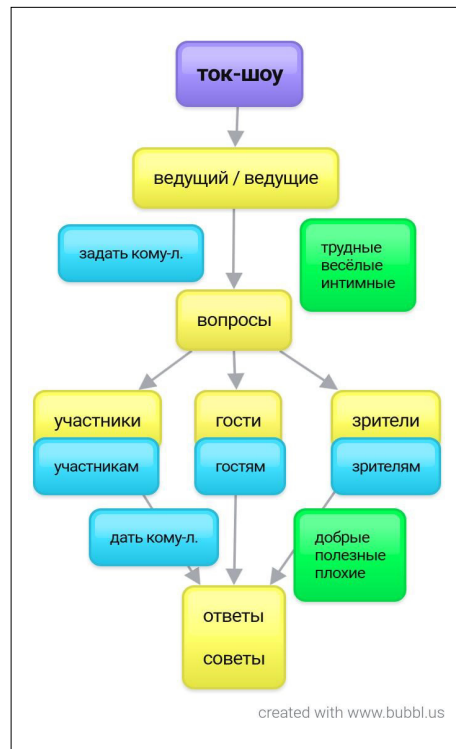 ток-шоу
ведущий / ведущие
задать кому-л.
трудные
весёлые
интимные
вопросы
участники
гости
зрители
участникам
гостям
зрителям
дать кому-л.
добрые
полезные
плохие
ответы
советы
created with www.bubbl.us